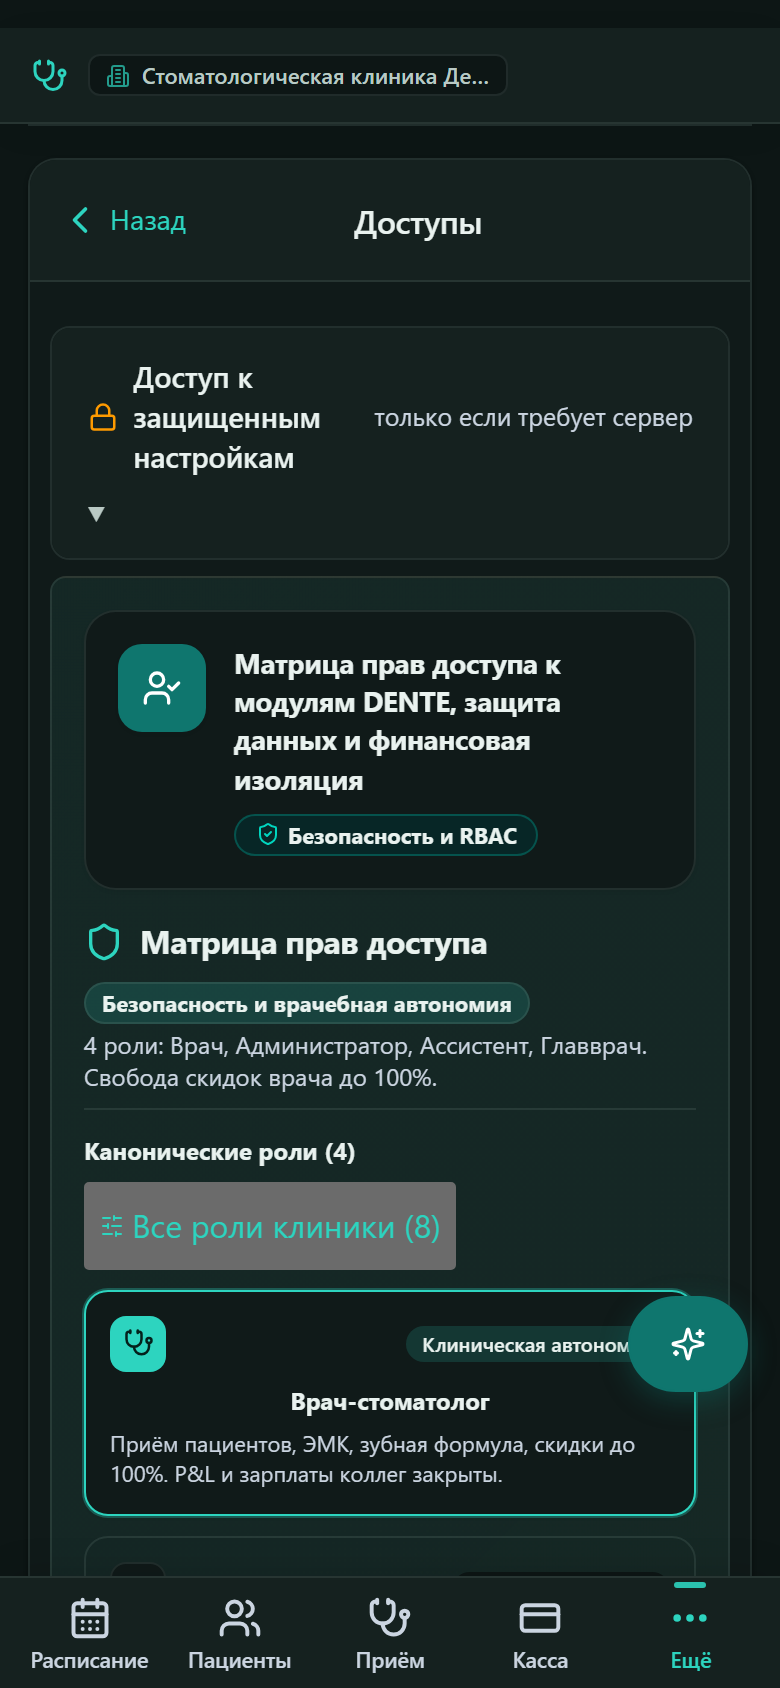 Стоматологическая клиника Де...
Назад
Доступы
Доступ к
защищенным
настройкам
только если требует сервер
Матрица прав доступа к
модулям DENTE, защита
данных и финансовая
изоляция
Безопасность и RBAC
Матрица прав доступа
Безопасность и врачебная автономия
4 роли: Врач, Администратор, Ассистент, Главврач.
Свобода скидок врача до 100%.
Канонические роли (4)
Все роли клиники (8)
Клиническая автоном
Врач-стоматолог
Приём пациентов, ЭМК, зубная формула, скидки до
100%. P&L и зарплаты коллег закрыты.
Расписание
Пациенты
Приём
Касса
Ещё